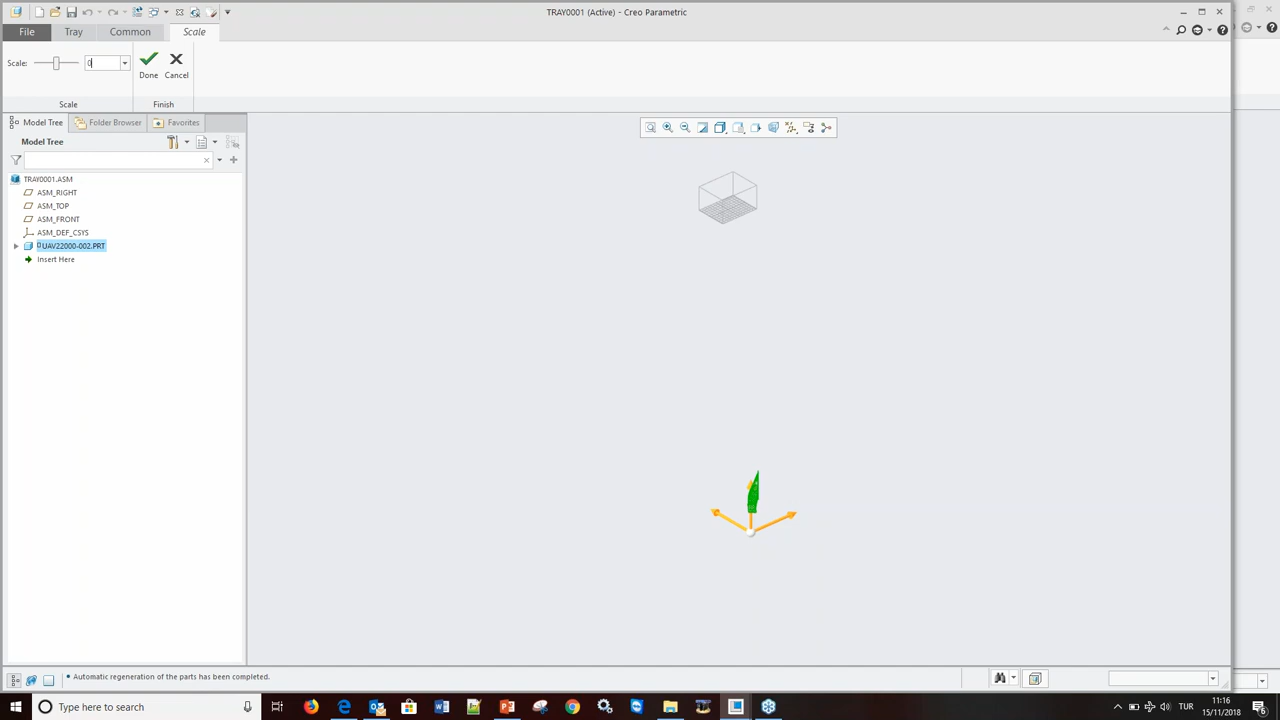 TRAY0001 (Active) - Creo Parametric
File Tray Common Scale
Scale: 0
Done Cancel
Scale Finish
Model Tree Folder Browser Favorites
Model Tree
TRAY0001.ASM
ASM_RIGHT
ASM_TOP
ASM_FRONT
ASM_DEF_CSYS
UAV22000-002.PRT
Insert Here
• Automatic regeneration of the parts has been completed.
Type here to search
TUR
11:16
15/11/2018